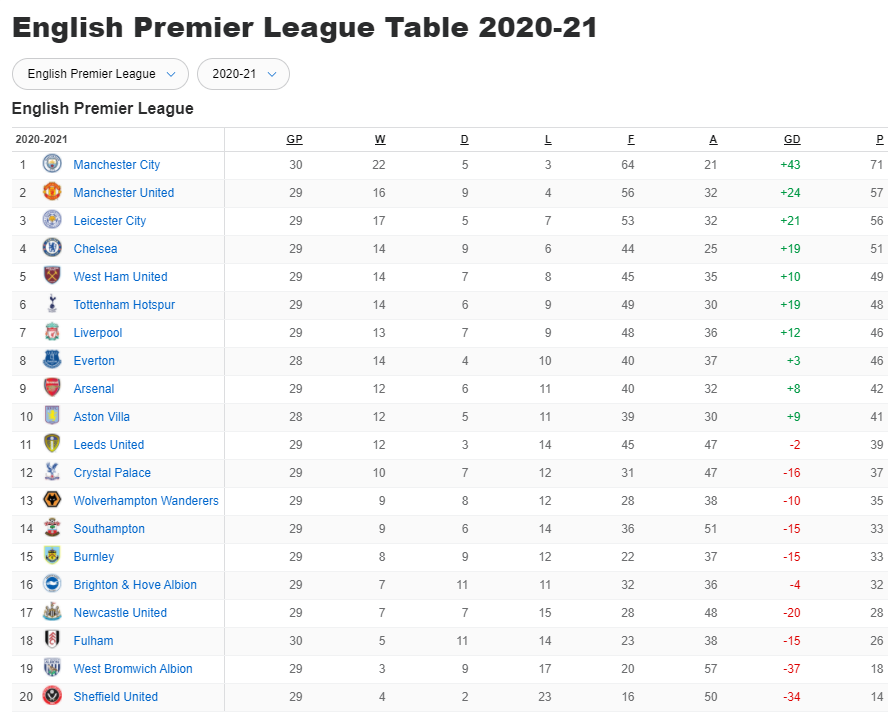 English Premier League Table 2020-21
English Premier League 2020-21
English Premier League
2020-2021 GP W D L F A GD P
1 Manchester City 30 22 5 3 64 21 +43 71
2 Manchester United 29 16 9 4 56 32 +24 57
3 Leicester City 29 17 5 7 53 32 +21 56
4 Chelsea 29 14 9 6 44 25 +19 51
5 West Ham United 29 14 7 8 45 35 +10 49
6 Tottenham Hotspur 29 14 6 9 49 30 +19 48
7 Liverpool 29 13 7 9 48 36 +12 46
8 Everton 28 14 4 10 40 37 +3 46
9 Arsenal 29 12 6 11 40 32 +8 42
10 Aston Villa 28 12 5 11 39 30 +9 41
11 Leeds United 29 12 3 14 45 47 -2 39
12 Crystal Palace 29 10 7 12 31 47 -16 37
13 Wolverhampton Wanderers 29 9 8 12 28 38 -10 35
14 Southampton 29 9 6 14 36 51 -15 33
15 Burnley 29 8 9 12 22 37 -15 33
16 Brighton & Hove Albion 29 7 11 11 32 36 -4 32
17 Newcastle United 29 7 7 15 28 48 -20 28
18 Fulham 30 5 11 14 23 38 -15 26
19 West Bromwich Albion 29 3 9 17 20 57 -37 18
20 Sheffield United 29 4 2 23 16 50 -34 14